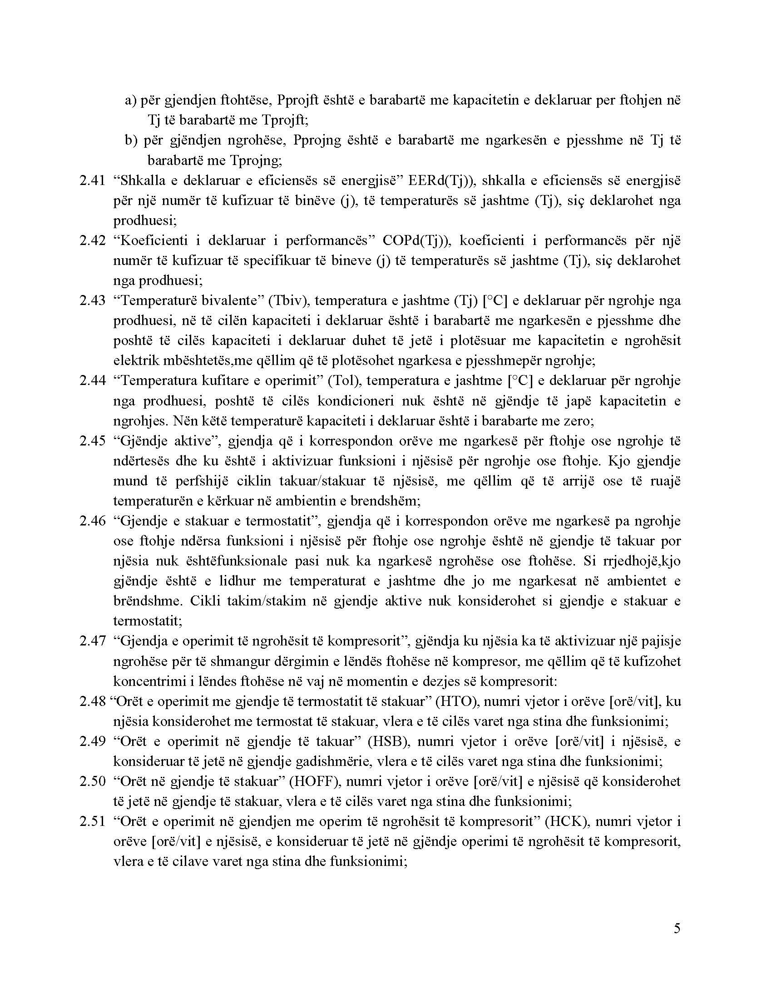 a) për gjendjen ftohtëse, Pprojft është e barabartë me kapacitetin e deklaruar per ftohjen në
Tj të barabartë me Tprojft;
b) për gjëndjen ngrohëse, Pprojng është e barabartë me ngarkesën e pjesshme në Tj të
barabartë me Tprojng;
2.41 “Shkalla e deklaruar e eficiensës së energjisë” EERd(Tj)), shkalla e eficiensës së energjisë
për një numër të kufizuar të binëve (j), të temperaturës së jashtme (Tj), siç deklarohet nga
prodhuesi;
2.42 “Koeficienti i deklaruar i performancës” COPd(Tj)), koeficienti i performancës për një
numër të kufizuar të specifikuar të bineve (j) të temperaturës së jashtme (Tj), siç deklarohet
nga prodhuesi;
2.43 “Temperaturë bivalente” (Tbiv), temperatura e jashtme (Tj) [°C] e deklaruar për ngrohje nga
prodhuesi, në të cilën kapaciteti i deklaruar është i barabartë me ngarkesën e pjesshme dhe
poshtë të cilës kapaciteti i deklaruar duhet të jetë i plotësuar me kapacitetin e ngrohësit
elektrik mbështetës,me qëllim që të plotësohet ngarkesa e pjesshmepër ngrohje;
2.44 “Temperatura kufitare e operimit” (Tol), temperatura e jashtme [°C] e deklaruar për ngrohje
nga prodhuesi, poshtë të cilës kondicioneri nuk është në gjëndje të japë kapacitetin e
ngrohjes. Nën këtë temperaturë kapaciteti i deklaruar është i barabarte me zero;
2.45 “Gjëndje aktive”, gjendja që i korrespondon orëve me ngarkesë për ftohje ose ngrohje të
ndërtesës dhe ku është i aktivizuar funksioni i njësisë për ngrohje ose ftohje. Kjo gjendje
mund të perfshijë ciklin takuar/stakuar të njësisë, me qëllim që të arrijë ose të ruajë
temperaturën e kërkuar në ambientin e brendshëm;
2.46 “Gjendje e stakuar e termostatit”, gjendja që i korrespondon orëve me ngarkesë pa ngrohje
ose ftohje ndërsa funksioni i njësisë për ftohje ose ngrohje është në gjendje të takuar por
njësia nukështëfunksionale pasi nuk ka ngarkesë ngrohëse ose ftohëse. Si rrjedhojë,kjo
gjëndje është e lidhur me temperaturat e jashtme dhe jo me ngarkesat në ambientet e
brëndshme. Cikli takim/stakim në gjendje aktive nuk konsiderohet si gjendje e stakuar e
termostatit;
2.47 “Gjendja e operimit të ngrohësit të kompresorit”, gjëndja ku njësia ka të aktivizuar një pajisje
ngrohëse për të shmangur dërgimin e lëndës ftohëse në kompresor, me qëllim që të kufizohet
koncentrimi i lëndes ftohëse në vaj në momentin e dezjes së kompresorit:
2.48 “Orët e operimit me gjendje të termostatit të stakuar” (HTO), numri vjetor i orëve [orë/vit], ku
njësia konsiderohet me termostat të stakuar, vlera e të cilës varet nga stina dhe funksionimi;
2.49 “Orët e operimit në gjendje të takuar” (HSB), numri vjetor i orëve [orë/vit] i njësisë, e
konsideruar të jetë në gjendje gadishmërie, vlera e të cilës varet nga stina dhe funksionimi;
2.50 “Orët në gjendje të stakuar” (HOFF), numri vjetor i orëve [orë/vit] e njësisë që konsiderohet
të jetë në gjendje të stakuar, vlera e të cilës varet nga stina dhe funksionimi;
2.51 “Orët e operimit në gjendjen me operim të ngrohësit të kompresorit” (HCK), numri vjetor i
orëve [orë/vit] e njësisë, e konsideruar të jetë në gjëndje operimi të ngrohësit të kompresorit,
vlera e të cilave varet nga stina dhe funksionimi;
5